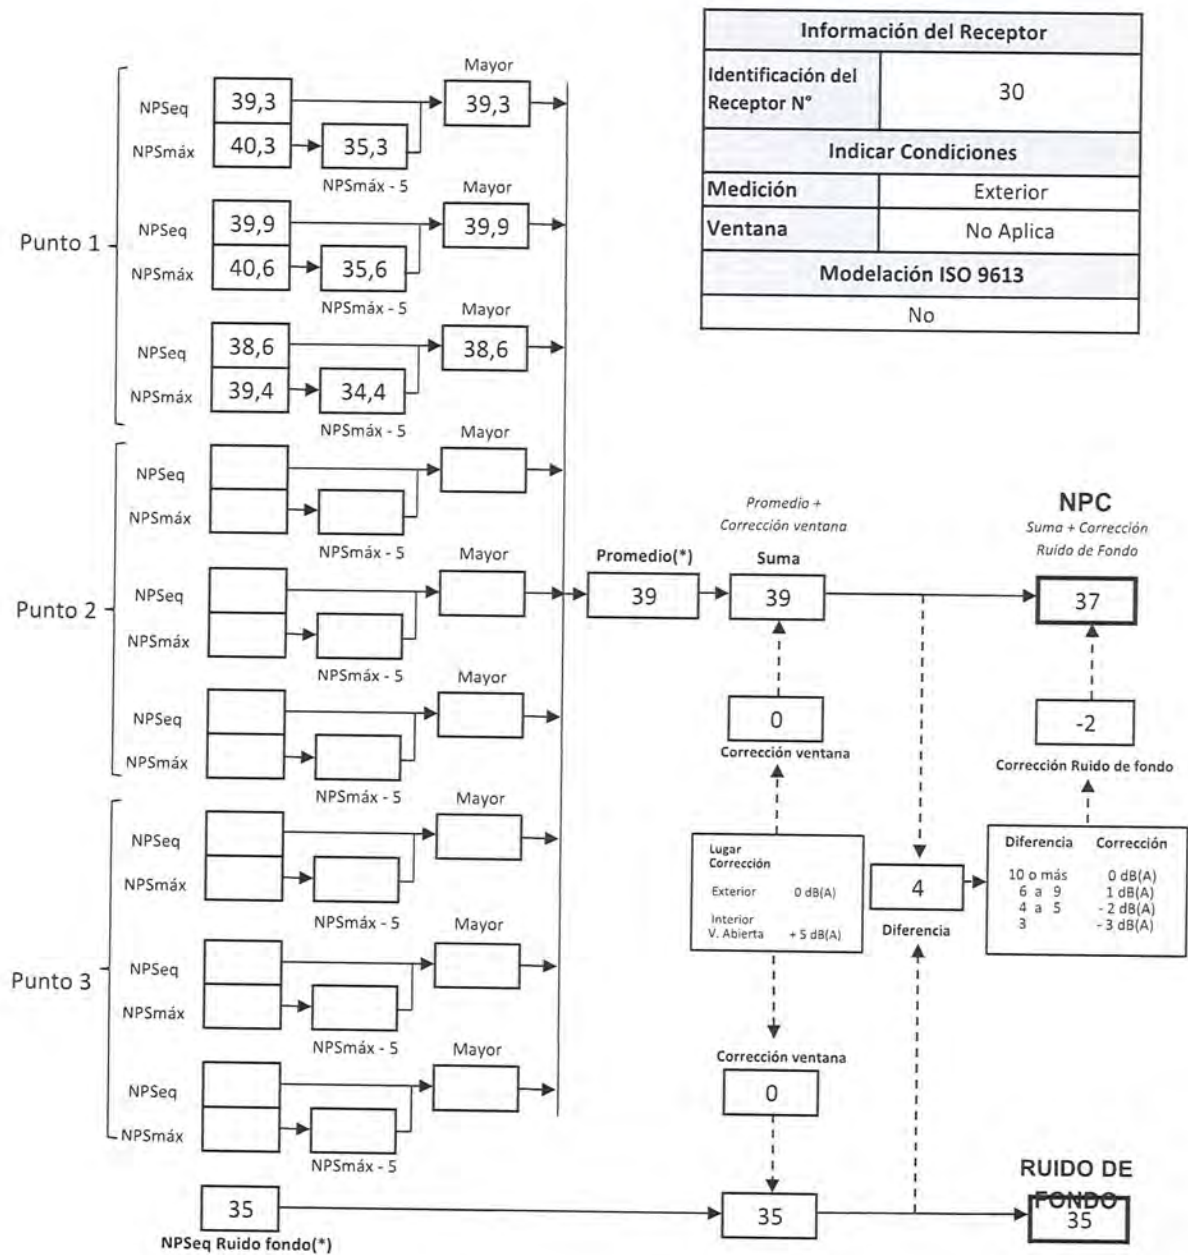 Información del Receptor
Identificación del Receptor N° 30
Indicar Condiciones
Medición Exterior
Ventana No Aplica
Modelación ISO 9613
No
Punto 1
Mayor
NPSeq 39,3 39,3
NPSmáx 40,3 35,3
NPSmáx - 5
Mayor
NPSeq 39,9 39,9
NPSmáx 40,6 35,6
NPSmáx - 5
Mayor
NPSeq 38,6 38,6
NPSmáx 39,4 34,4
NPSmáx - 5
Punto 2
Mayor
NPSeq
NPSmáx
NPSmáx - 5
Mayor
NPSeq
NPSmáx
NPSmáx - 5
Mayor
NPSeq
NPSmáx
NPSmáx - 5
Punto 3
Mayor
NPSeq
NPSmáx
NPSmáx - 5
Mayor
NPSeq
NPSmáx
NPSmáx - 5
Mayor
NPSeq
NPSmáx
NPSmáx - 5
Promedio(*)
39
Promedio +
Corrección ventana
Suma
39
NPC
Suma + Corrección
Ruido de Fondo
37
0
Corrección ventana
-2
Corrección Ruido de fondo
Lugar
Corrección
Exterior 0 dB(A)
Interior
V. Abierta + 5 dB(A)
4
Diferencia
Diferencia Corrección
10 o más 0 dB(A)
6 a 9 1 dB(A)
4 a 5 - 2 dB(A)
3 - 3 dB(A)
Corrección ventana
0
35
NPSeq Ruido fondo(*)
35
RUIDO DE
FONDO
35